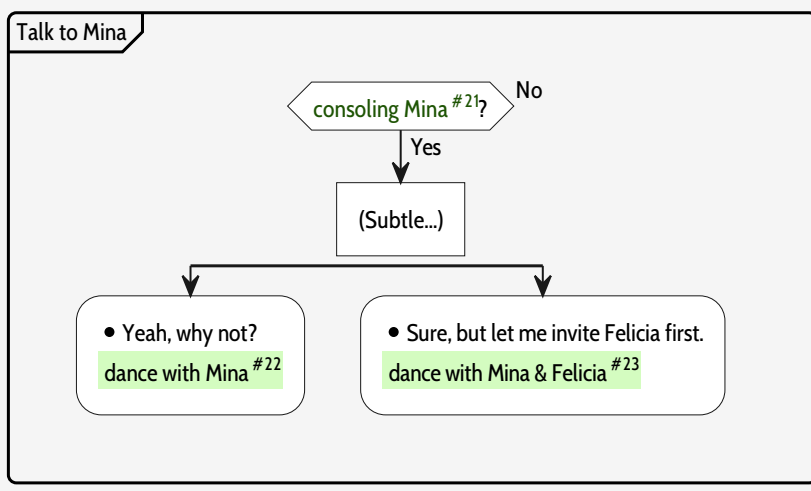 Talk to Mina
consoling Mina #21?
No
Yes
(Subtle...)
● Yeah, why not?
dance with Mina #22
● Sure, but let me invite Felicia first.
dance with Mina & Felicia #23